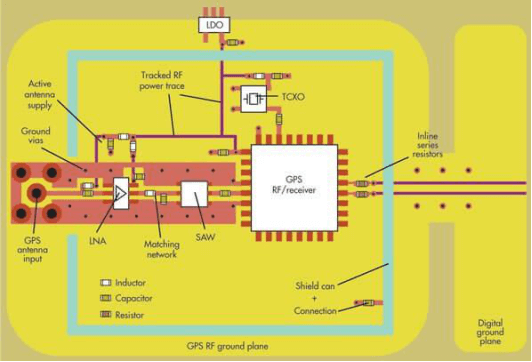 LDO
Active
antenna
supply
Tracked RF
power trace
TCXO
Ground
vias
Inline
series
resistors
GPS
RF/receiver
GPS
antenna
input
LNA
Matching
network
SAW
Inductor
Capacitor
Resistor
Shield can
+
Connection
GPS RF ground plane
Digital
ground
plane